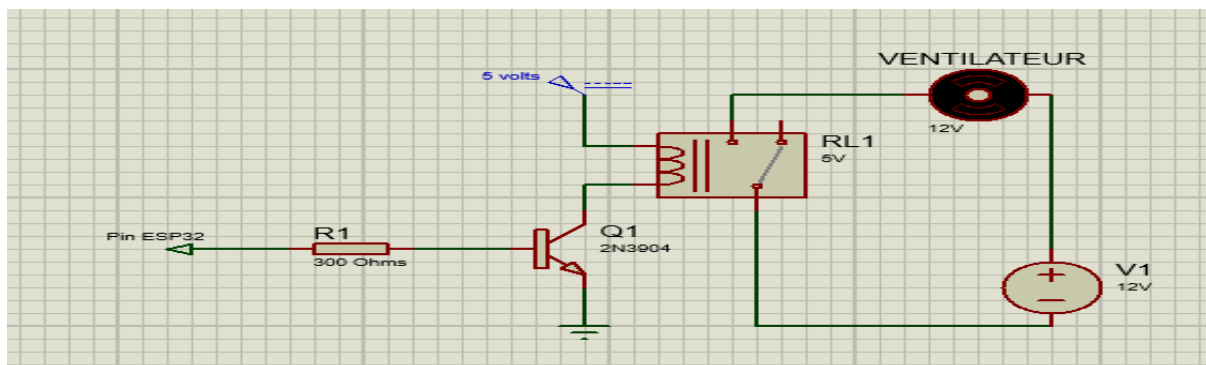 VENTILATEUR
5 volts
12V
RL1
5V
Pin ESP32
R1
300 Ohms
Q1
2N3904
V1
12V